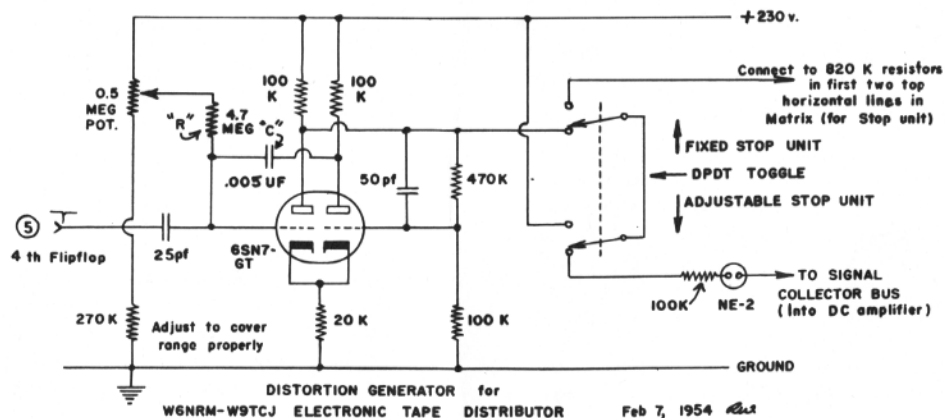 +230 v.
100
K
100
K
Connect to 820 K resistors
in first two top
horizontal lines in
Matrix (for Stop unit)
0.5
MEG
POT.
"R"
4.7
MEG
"C"
.005 UF
50pf
470K
FIXED STOP UNIT
DPDT TOGGLE
ADJUSTABLE STOP UNIT
5
4 th Flipflop
25pf
6SN7-
GT
TO SIGNAL
COLLECTOR BUS
(Into DC amplifier)
100K
NE-2
270K
Adjust to cover
range properly
20 K
100 K
GROUND
DISTORTION GENERATOR for
W6NRM-W9TCJ ELECTRONIC TAPE DISTRIBUTOR
Feb 7, 1954